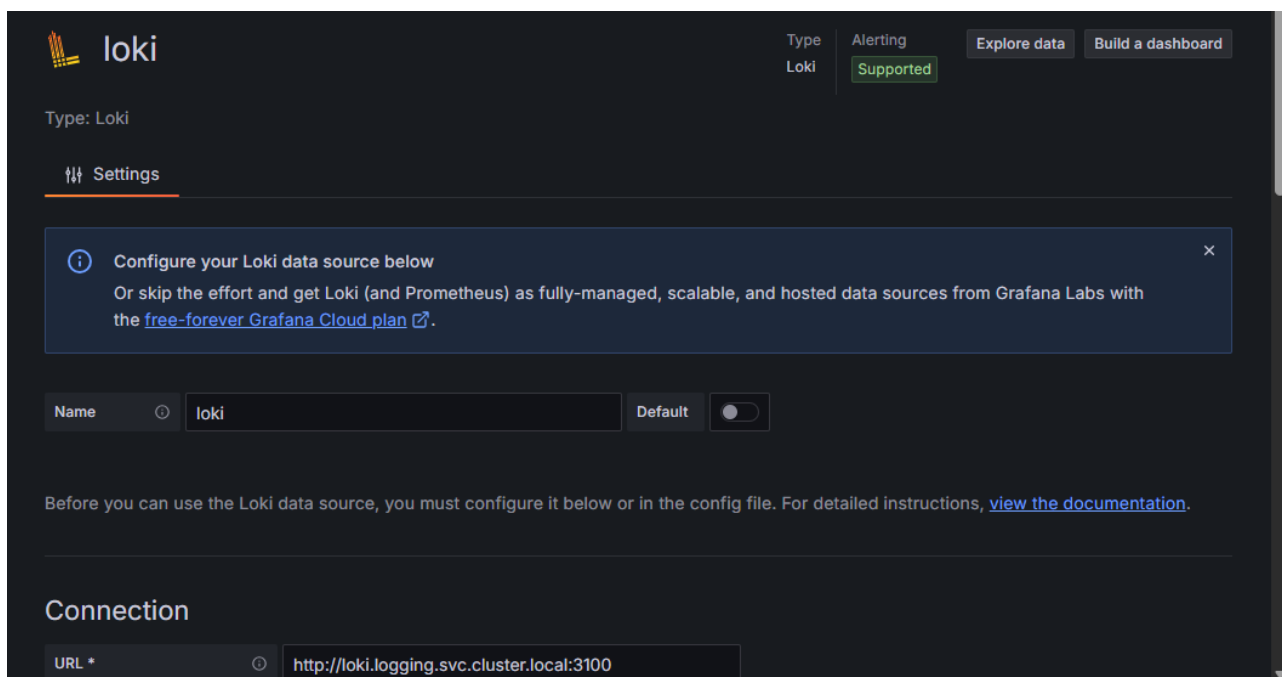 loki
Type
Loki
Alerting
Supported
Explore data
Build a dashboard
Type: Loki
Settings
Configure your Loki data source below
Or skip the effort and get Loki (and Prometheus) as fully-managed, scalable, and hosted data sources from Grafana Labs with
the free-forever Grafana Cloud plan.
Name
loki
Default
Before you can use the Loki data source, you must configure it below or in the config file. For detailed instructions, view the documentation.
Connection
URL *
http://loki.logging.svc.cluster.local:3100